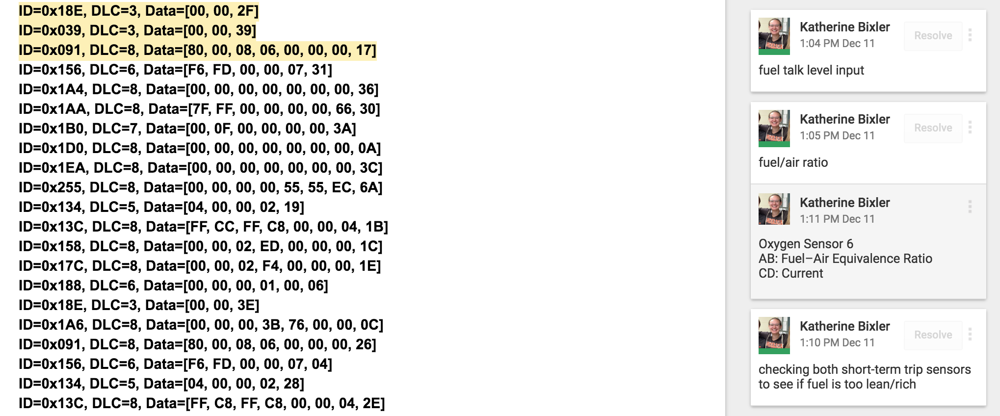 ID=0x18E, DLC=3, Data=[00, 00, 2F]
ID=0x039, DLC=3, Data=[00, 00, 39]
ID=0x091, DLC=8, Data=[80, 00, 08, 06, 00, 00, 00, 17]
ID=0x156, DLC=6, Data=[F6, FD, 00, 00, 07, 31]
ID=0x1A4, DLC=8, Data=[00, 00, 00, 00, 00, 00, 00, 36]
ID=0x1AA, DLC=8, Data=[7F, FF, 00, 00, 00, 00, 66, 30]
ID=0x1B0, DLC=7, Data=[00, 0F, 00, 00, 00, 00, 3A]
ID=0x1D0, DLC=8, Data=[00, 00, 00, 00, 00, 00, 00, 0A]
ID=0x1EA, DLC=8, Data=[00, 00, 00, 00, 00, 00, 00, 3C]
ID=0x255, DLC=8, Data=[00, 00, 00, 00, 55, 55, EC, 6A]
ID=0x134, DLC=5, Data=[04, 00, 00, 02, 19]
ID=0x13C, DLC=8, Data=[FF, CC, FF, C8, 00, 00, 04, 1B]
ID=0x158, DLC=8, Data=[00, 00, 02, ED, 00, 00, 00, 1C]
ID=0x17C, DLC=8, Data=[00, 00, 02, F4, 00, 00, 00, 1E]
ID=0x188, DLC=6, Data=[00, 00, 00, 01, 00, 06]
ID=0x18E, DLC=3, Data=[00, 00, 3E]
ID=0x1A6, DLC=8, Data=[00, 00, 00, 3B, 76, 00, 00, 0C]
ID=0x091, DLC=8, Data=[80, 00, 08, 06, 00, 00, 00, 26]
ID=0x156, DLC=6, Data=[F6, FD, 00, 00, 07, 04]
ID=0x134, DLC=5, Data=[04, 00, 00, 02, 28]
ID=0x13C, DLC=8, Data=[FF, C8, FF, C8, 00, 00, 04, 2E]
Katherine Bixler
Resolve
1:04 PM Dec 11
fuel talk level input
Katherine Bixler
Resolve
1:05 PM Dec 11
fuel/air ratio
Katherine Bixler
1:11 PM Dec 11
Oxygen Sensor 6
AB: Fuel–Air Equivalence Ratio
CD: Current
Katherine Bixler
Resolve
1:10 PM Dec 11
checking both short-term trip sensors
to see if fuel is too lean/rich